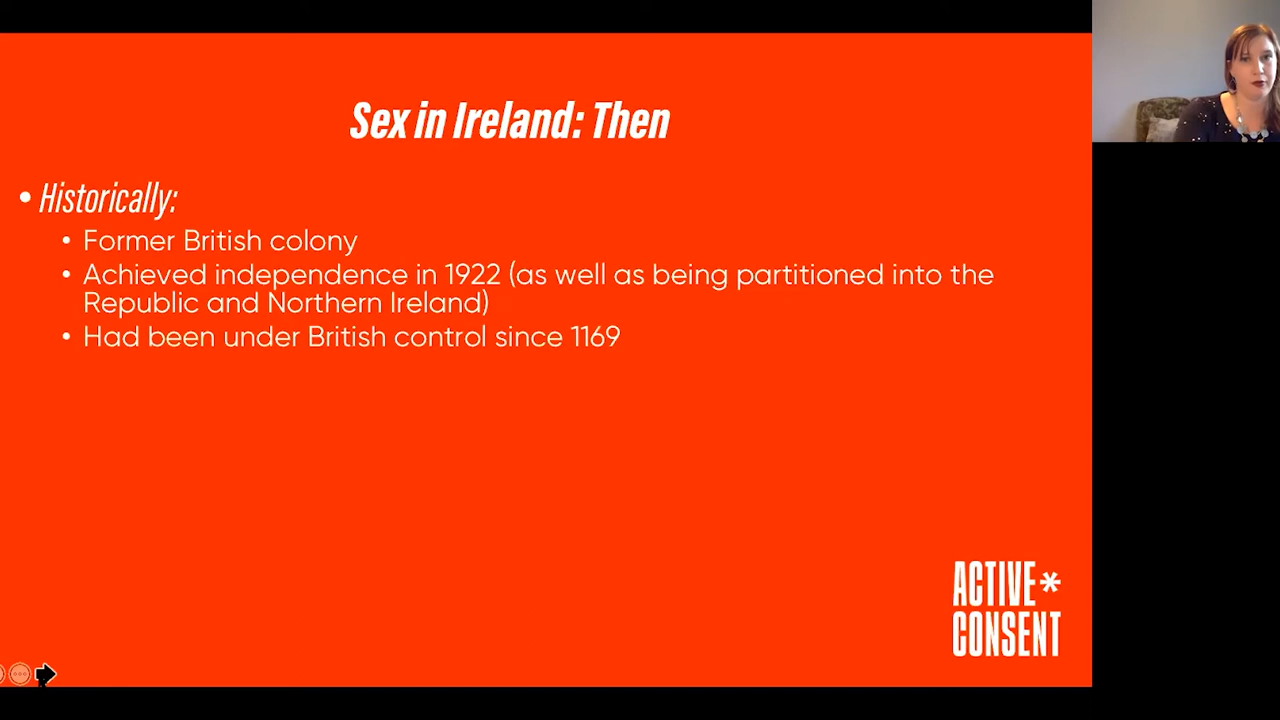 Sex in Ireland: Then
• Historically:
• Former British colony
• Achieved independence in 1922 (as well as being partitioned into the
Republic and Northern Ireland)
• Had been under British control since 1169
ACTIVE*
CONSENT